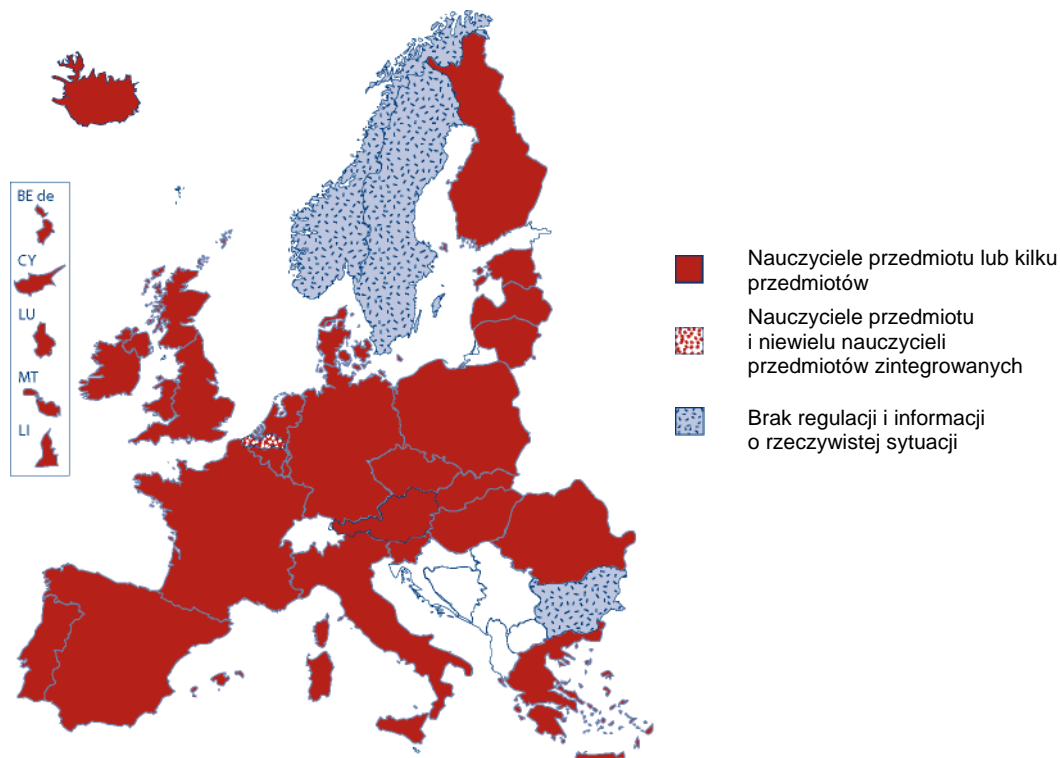 BE de
CY
LU
MT
LI
Nauczyciele przedmiotu lub kilku
przedmiotów
Nauczyciele przedmiotu
i niewielu nauczycieli
przedmiotów zintegrowanych
Brak regulacji i informacji
o rzeczywistej sytuacji